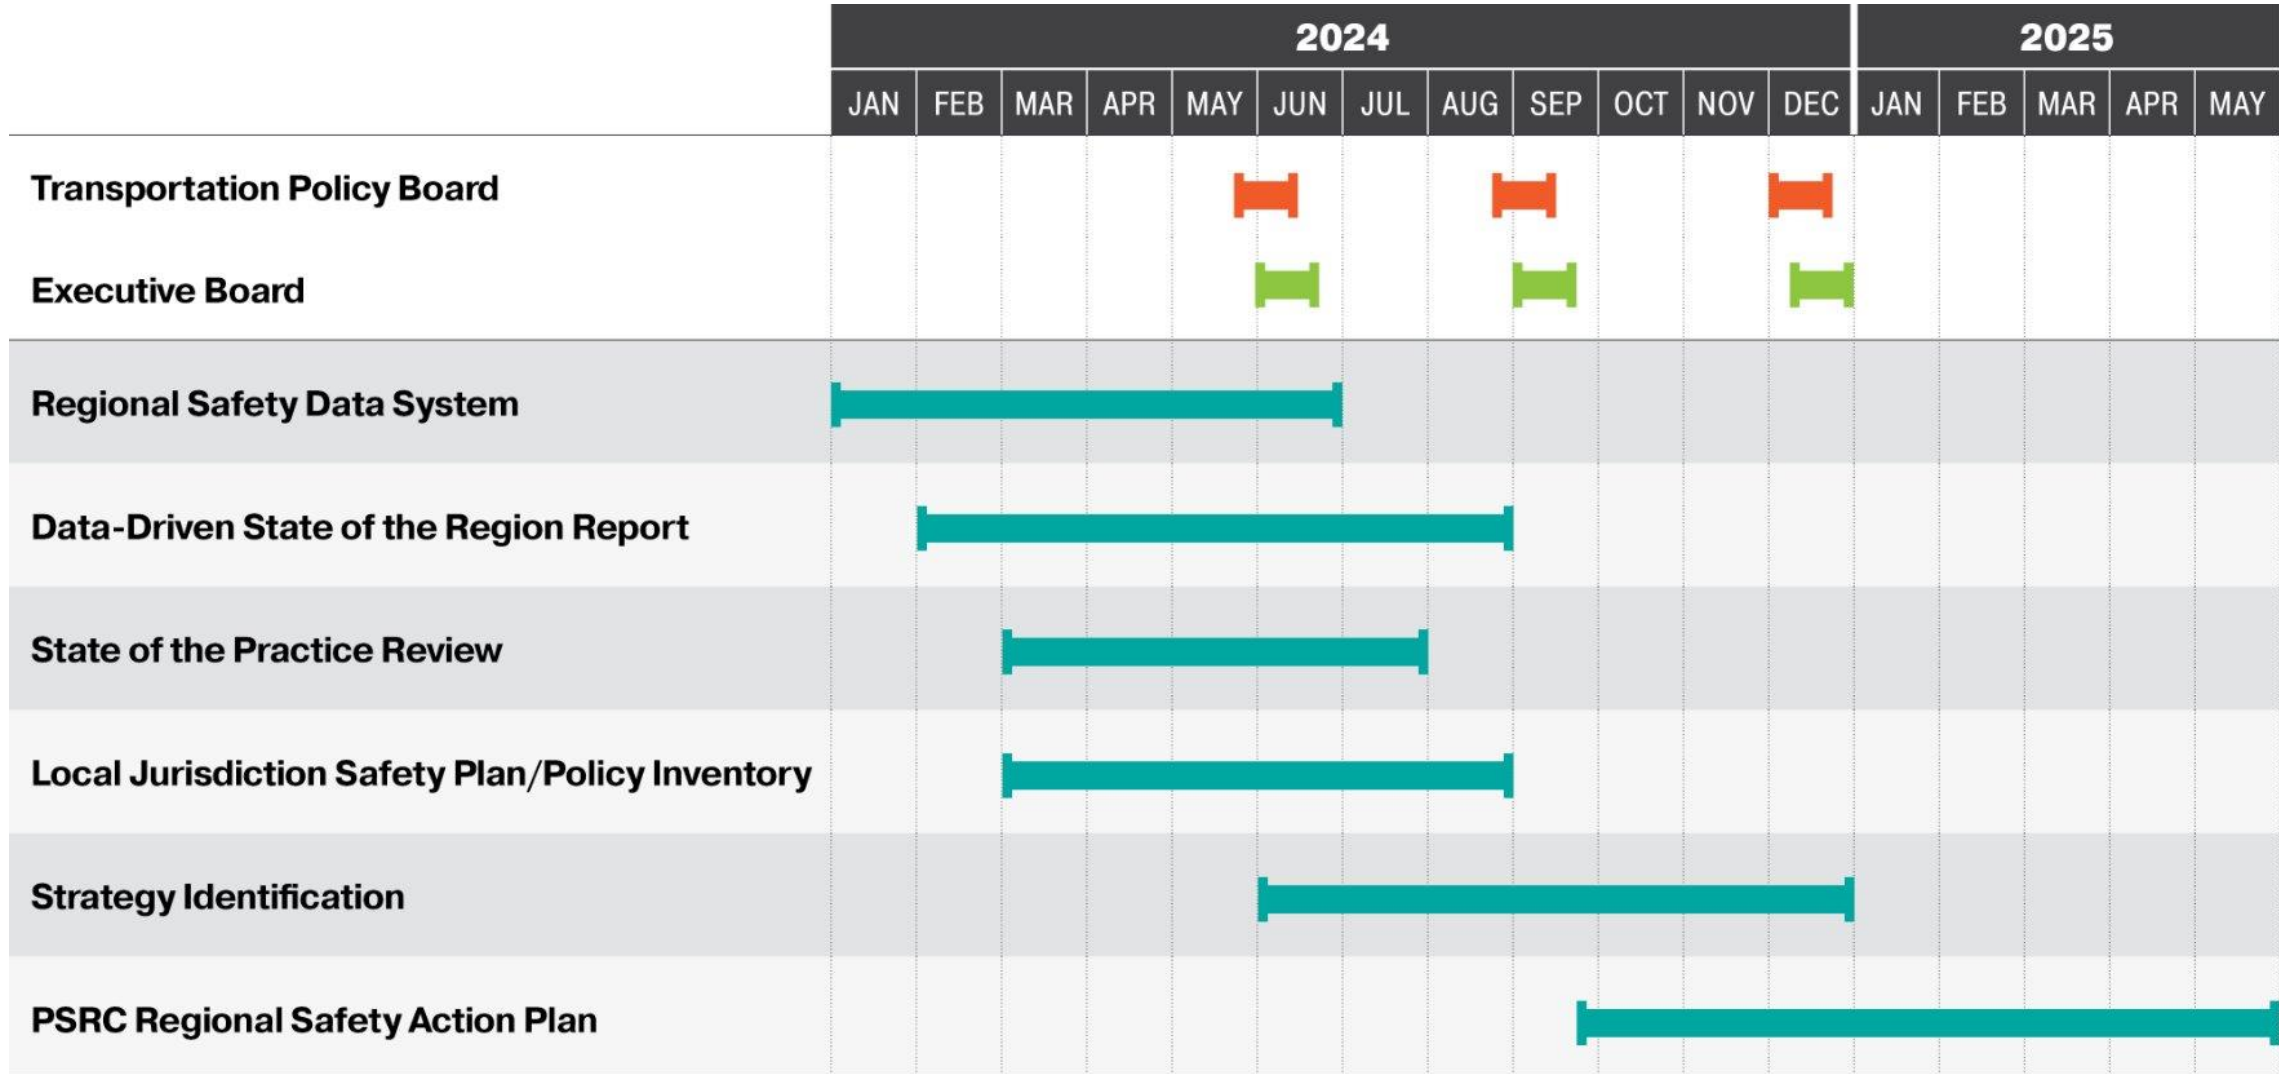 2024 2025
JAN FEB MAR APR MAY JUN JUL AUG SEP OCT NOV DEC JAN FEB MAR APR MAY
Transportation Policy Board
Executive Board
Regional Safety Data System
Data-Driven State of the Region Report
State of the Practice Review
Local Jurisdiction Safety Plan/Policy Inventory
Strategy Identification
PSRC Regional Safety Action Plan